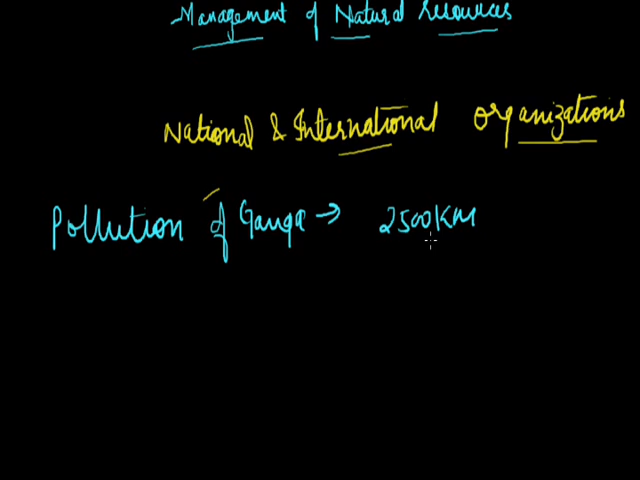 Management of Natural Resources
National & International Organizations
Pollution of Ganga → 2500KM